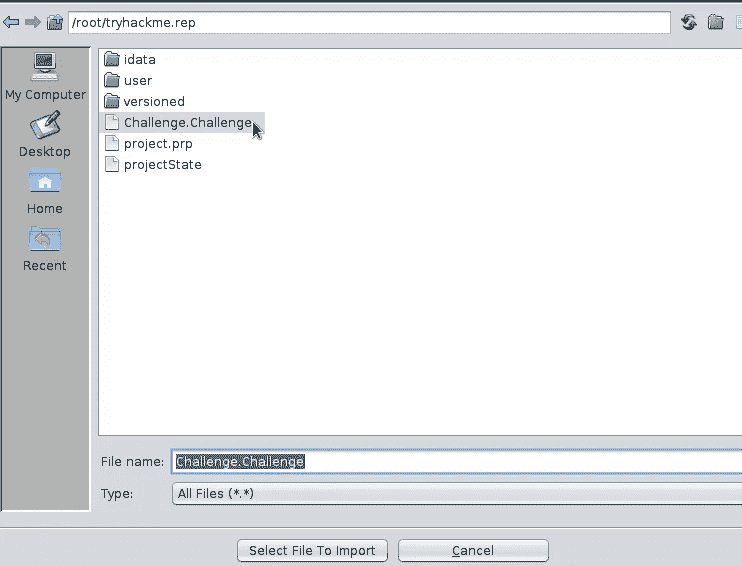 /root/tryhackme.rep
My Computer
Desktop
Home
Recent
idata
user
versioned
Challenge.Challenge
project.prp
projectState
File name: Challenge.Challenge
Type: All Files (*.*)
Select File To Import Cancel